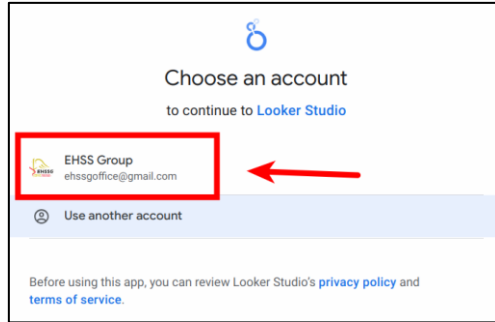 Choose an account
to continue to Looker Studio
EHSS
EHSS Group
ehssgoffice@gmail.com
Use another account
Before using this app, you can review Looker Studio's privacy policy and
terms of service.